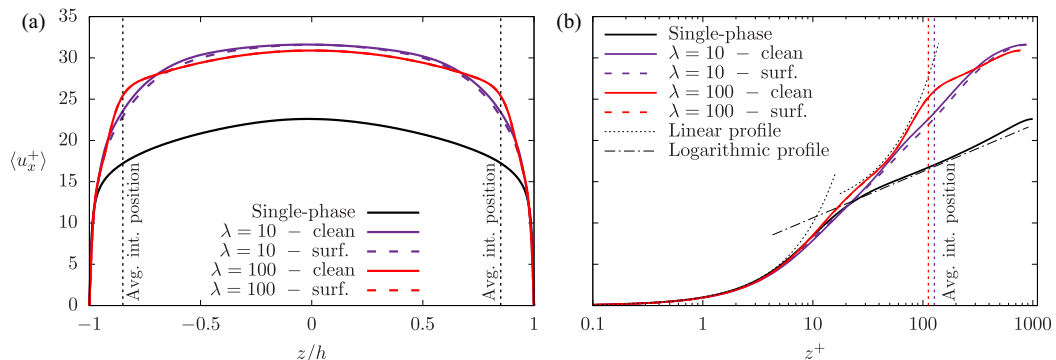 (a)
35
30
25
20
15
10
5
0
⟨u_x^+⟩
−1
−0.5
0
0.5
1
z/h
Avg. int. position
Avg. int. position
Single-phase
λ = 10 − clean
λ = 10 − surf.
λ = 100 − clean
λ = 100 − surf.
(b)
Single-phase
λ = 10 − clean
λ = 10 − surf.
λ = 100 − clean
λ = 100 − surf.
Linear profile
Logarithmic profile
Avg. int. position
0.1
1
10
100
1000
z^+